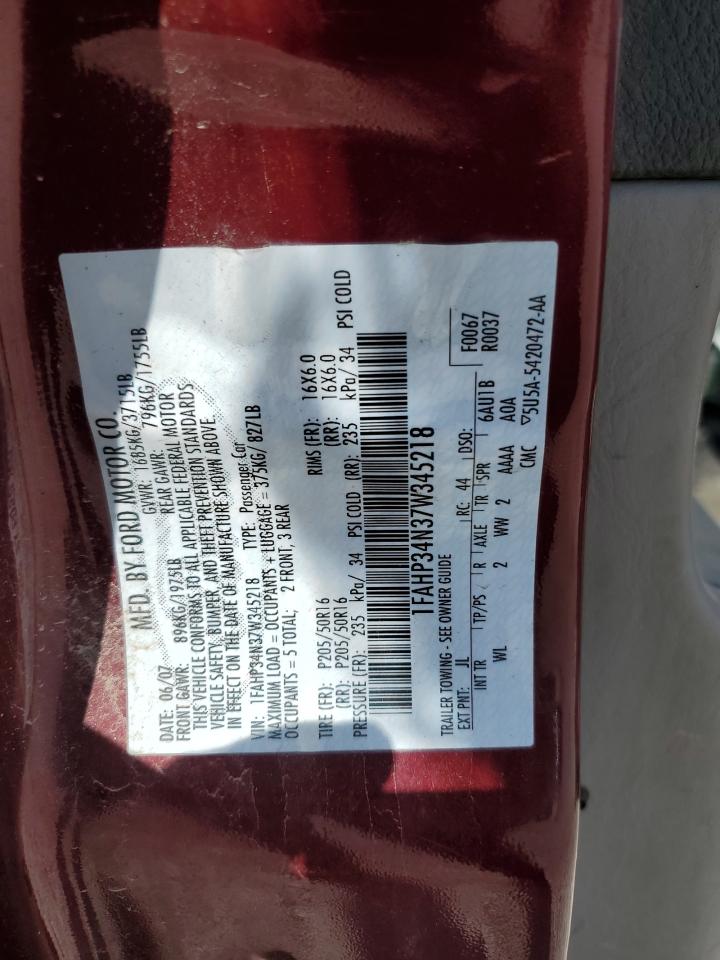 MFD. BY FORD MOTOR CO.
DATE: 06/07 GVWR: 1685KG/3715LB
FRONT GAWR: 896KG/1975LB REAR GAWR: 796KG/1755LB
THIS VEHICLE CONFORMS TO ALL APPLICABLE FEDERAL MOTOR
VEHICLE SAFETY, BUMPER, AND THEFT PREVENTION STANDARDS
IN EFFECT ON THE DATE OF MANUFACTURE SHOWN ABOVE.
VIN: 1FAHP34N37W345218 TYPE: Passenger Car
MAXIMUM LOAD = OCCUPANTS + LUGGAGE = 375KG/ 827LB
OCCUPANTS = 5 TOTAL; 2 FRONT, 3 REAR
TIRE (FR): P205/50R16 RIMS (FR): 16X6.0
(RR): P205/50R16 (RR): 16X6.0
PRESSURE (FR): 235 kPa/ 34 PSI COLD (RR): 235 kPa/ 34 PSI COLD
1FAHP34N37W345218
TRAILER TOWING - SEE OWNER GUIDE
EXT PNT: JL RC: 44 DSO: F0067
INT TR TP/PS R AXLE TR SPR 6AU1B R0037
WL 2 WW 2 AAAA A0A
CMC ▽5U5A-5420472-AA